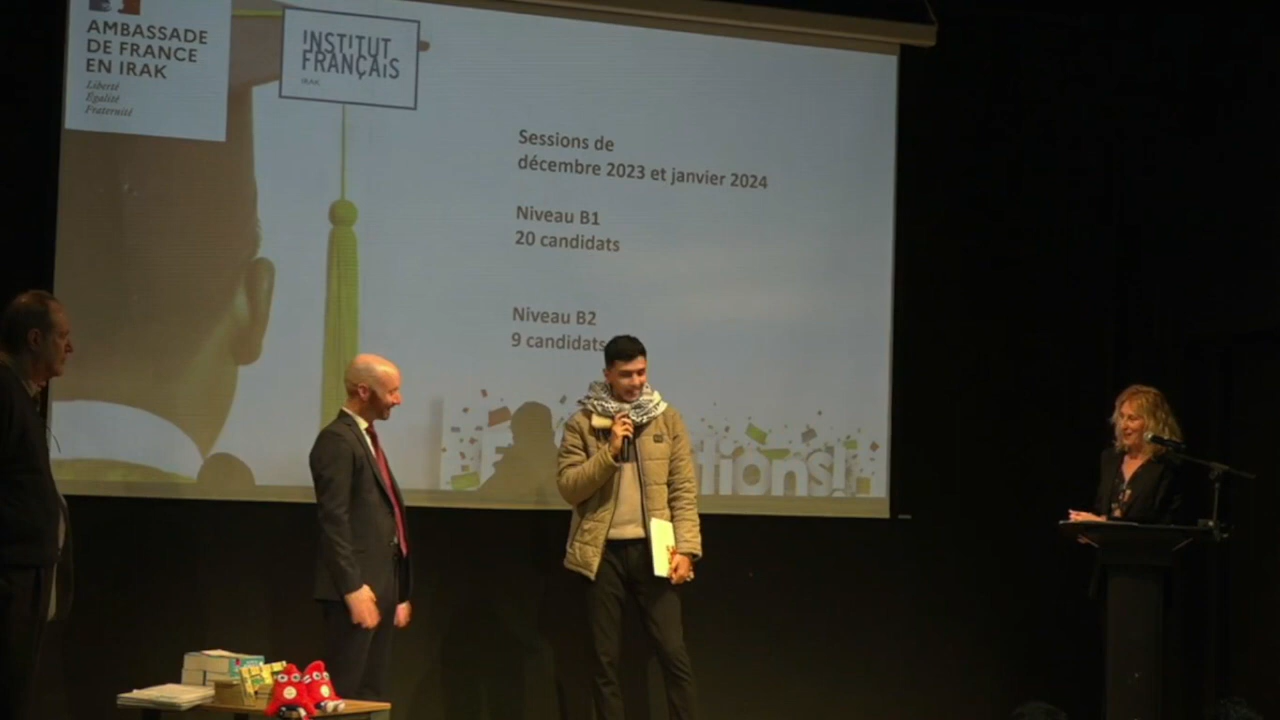 AMBASSADE
DE FRANCE
EN IRAK
Liberté
Égalité
Fraternité
INSTITUT
FRANÇAIS
IRAK
Sessions de
décembre 2023 et janvier 2024
Niveau B1
20 candidats
Niveau B2
9 candidats